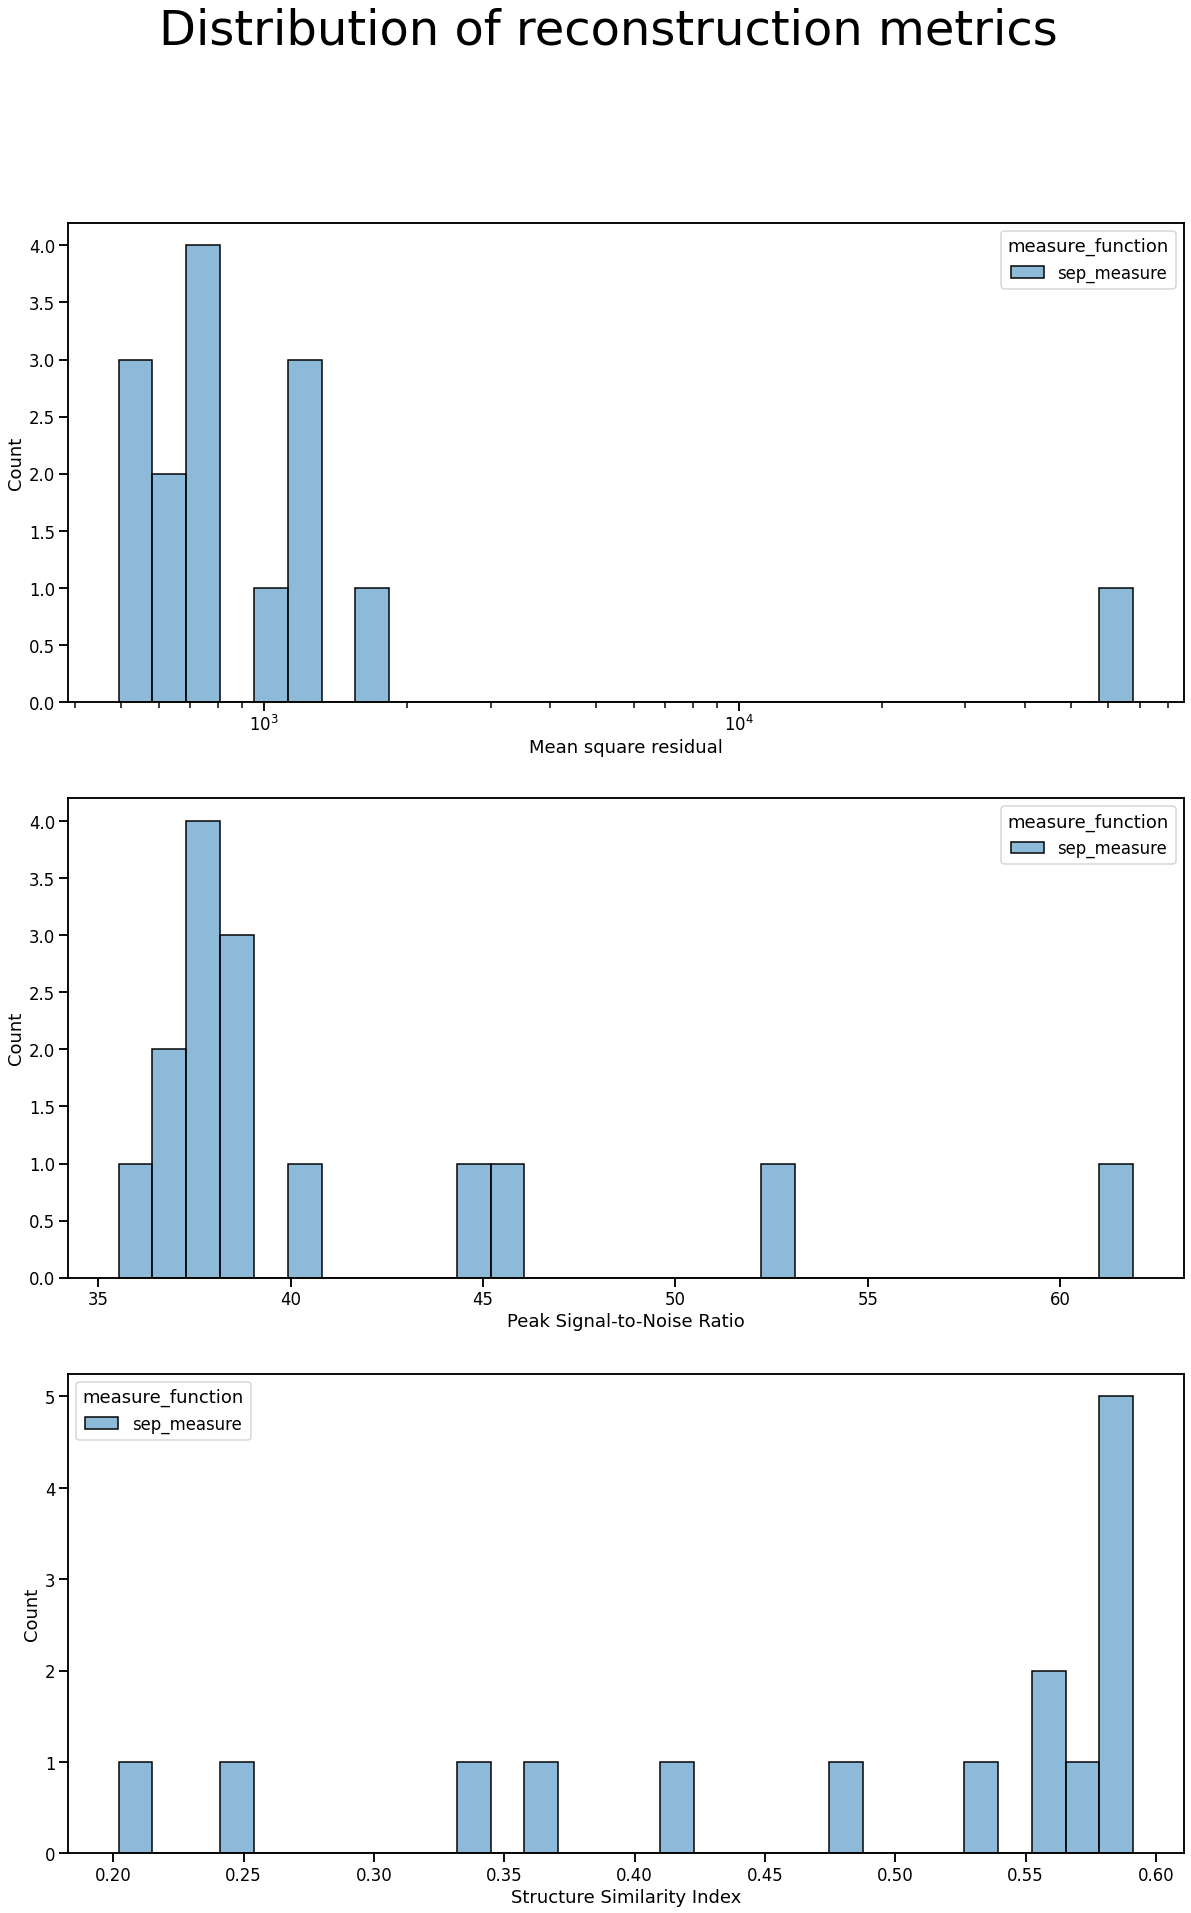 Distribution of reconstruction metrics
measure_function
sep_measure
4.0
3.5
3.0
2.5
2.0
1.5
1.0
0.5
0.0
Count
10^3
10^4
Mean square residual
measure_function
sep_measure
4.0
3.5
3.0
2.5
2.0
1.5
1.0
0.5
0.0
Count
35 40 45 50 55 60
Peak Signal-to-Noise Ratio
measure_function
sep_measure
5
4
3
2
1
0
Count
0.20 0.25 0.30 0.35 0.40 0.45 0.50 0.55 0.60
Structure Similarity Index